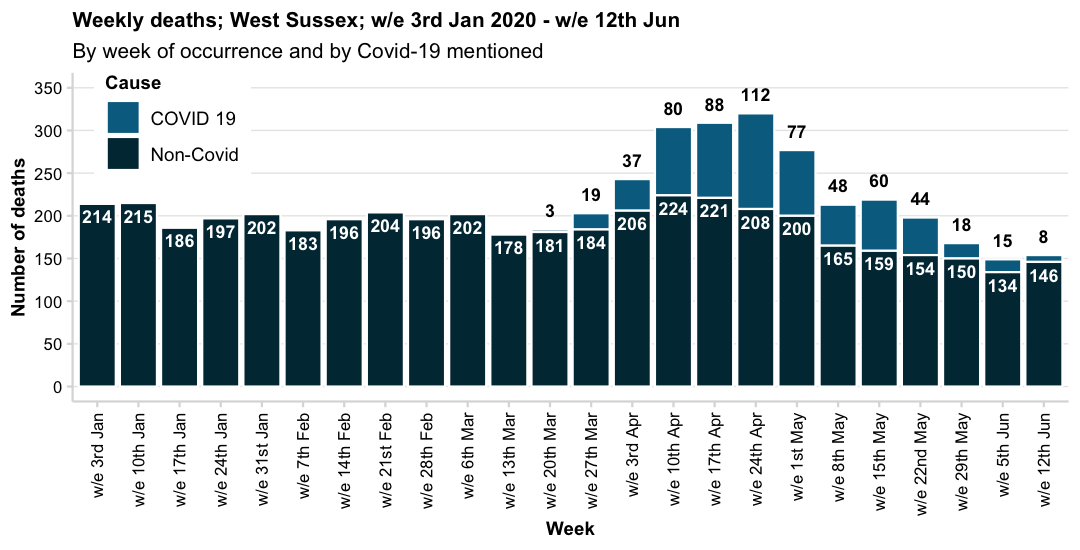 Weekly deaths; West Sussex; w/e 3rd Jan 2020 - w/e 12th Jun
By week of occurrence and by Covid-19 mentioned
Cause
COVID 19
Non-Covid
Number of deaths
350
300
250
200
150
100
50
0
3
19
37
80
88
112
77
48
60
44
18
15
8
214
215
186
197
202
183
196
204
196
202
178
181
184
206
224
221
208
200
165
159
154
150
134
146
w/e 3rd Jan
w/e 10th Jan
w/e 17th Jan
w/e 24th Jan
w/e 31st Jan
w/e 7th Feb
w/e 14th Feb
w/e 21st Feb
w/e 28th Feb
w/e 6th Mar
w/e 13th Mar
w/e 20th Mar
w/e 27th Mar
w/e 3rd Apr
w/e 10th Apr
w/e 17th Apr
w/e 24th Apr
w/e 1st May
w/e 8th May
w/e 15th May
w/e 22nd May
w/e 29th May
w/e 5th Jun
w/e 12th Jun
Week